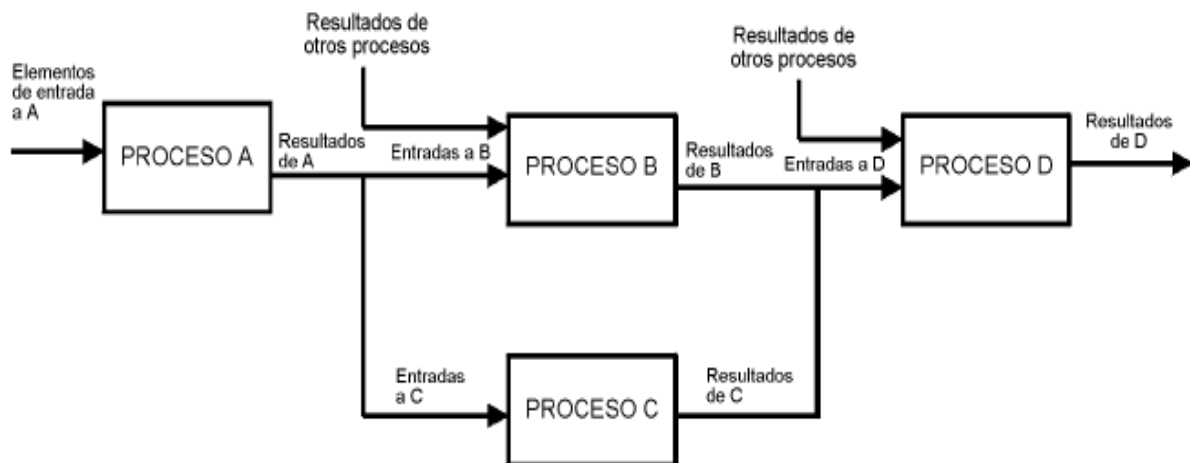 Resultados de
otros procesos
Resultados de
otros procesos
Elementos
de entrada
a A
PROCESO A
Resultados
de A
Entradas a B
PROCESO B
Resultados
de B
Entradas a D
PROCESO D
Resultados
de D
Entradas
a C
PROCESO C
Resultados
de C